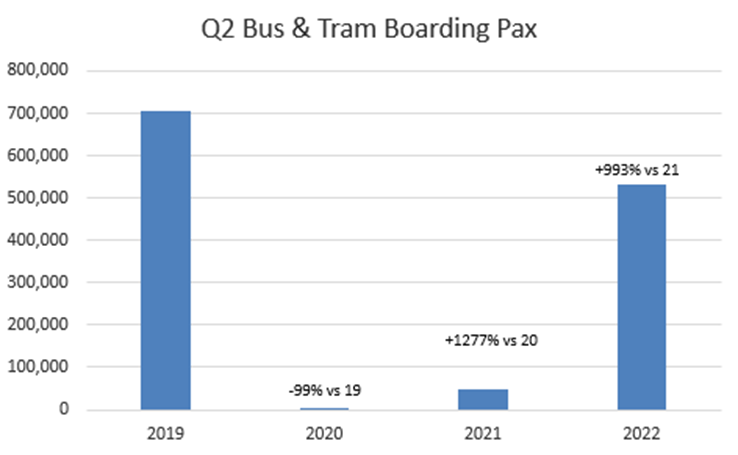 Q2 Bus & Tram Boarding Pax
800,000
700,000
600,000
+993% vs 21
500,000
400,000
300,000
200,000
+1277% vs 20
100,000
-99% vs 19
0
2019 2020 2021 2022